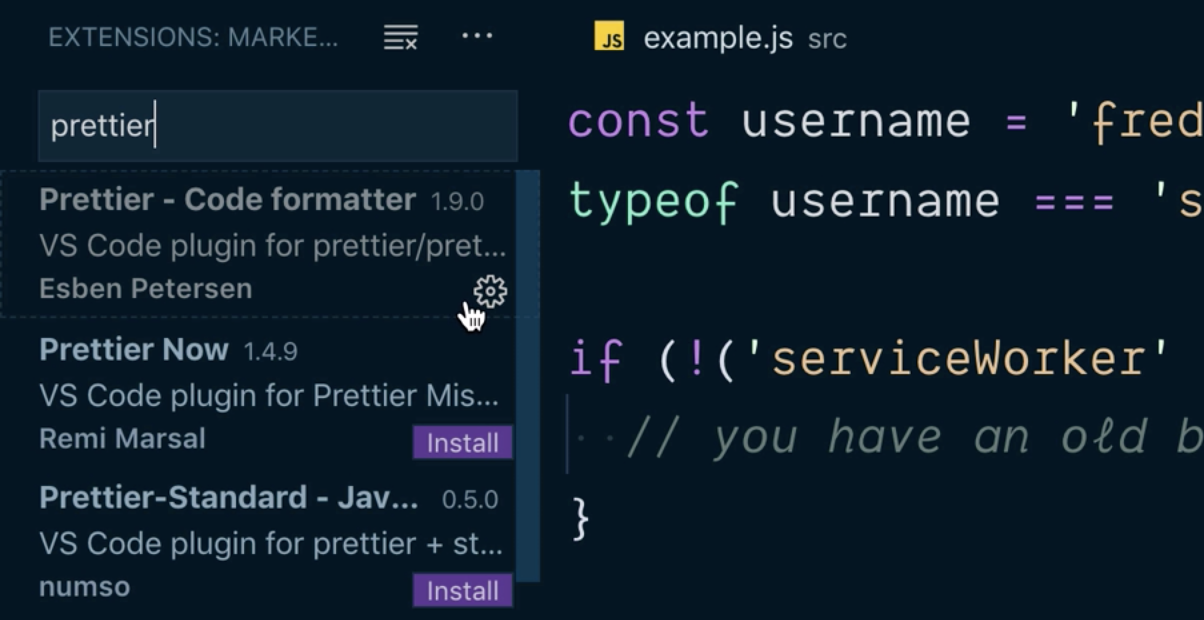 EXTENSIONS: MARKE...
prettier
Prettier - Code formatter 1.9.0
VS Code plugin for prettier/pret...
Esben Petersen
Prettier Now 1.4.9
VS Code plugin for Prettier Mis...
Remi Marsal Install
Prettier-Standard - Jav... 0.5.0
VS Code plugin for prettier + st...
numso Install
JS example.js src
const username = 'fred
typeof username === 's
if (!('serviceWorker'
// you have an old b
}